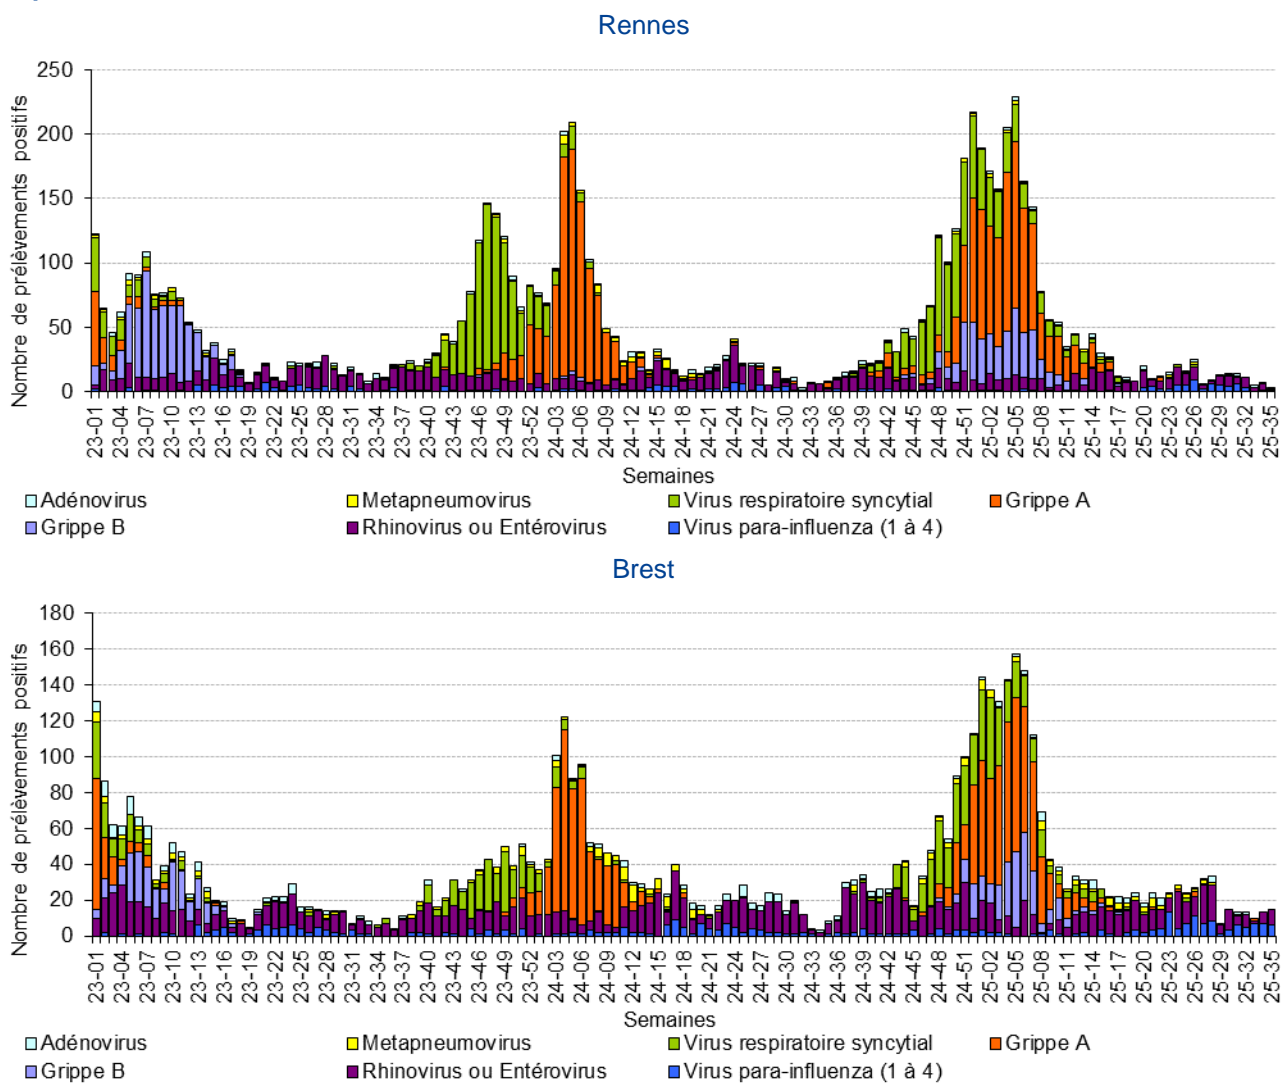 Rennes
Nombre de prélèvements positifs
250
200
150
100
50
0
23-01 23-04 23-07 23-10 23-13 23-16 23-19 23-22 23-25 23-28 23-31 23-34 23-37 23-40 23-43 23-46 23-49 23-52 24-03 24-06 24-09 24-12 24-15 24-18 24-21 24-24 24-27 24-30 24-33 24-36 24-39 24-42 24-45 24-48 24-51 25-02 25-05 25-08 25-11 25-14 25-17 25-20 25-23 25-26 25-29 25-32 25-35
Semaines
Adénovirus Metapneumovirus Virus respiratoire syncytial Grippe A
Grippe B Rhinovirus ou Entérovirus Virus para-influenza (1 à 4)
Brest
Nombre de prélèvements positifs
180
160
140
120
100
80
60
40
20
0
23-01 23-04 23-07 23-10 23-13 23-16 23-19 23-22 23-25 23-28 23-31 23-34 23-37 23-40 23-43 23-46 23-49 23-52 24-03 24-06 24-09 24-12 24-15 24-18 24-21 24-24 24-27 24-30 24-33 24-36 24-39 24-42 24-45 24-48 24-51 25-02 25-05 25-08 25-11 25-14 25-17 25-20 25-23 25-26 25-29 25-32 25-35
Semaines
Adénovirus Metapneumovirus Virus respiratoire syncytial Grippe A
Grippe B Rhinovirus ou Entérovirus Virus para-influenza (1 à 4)